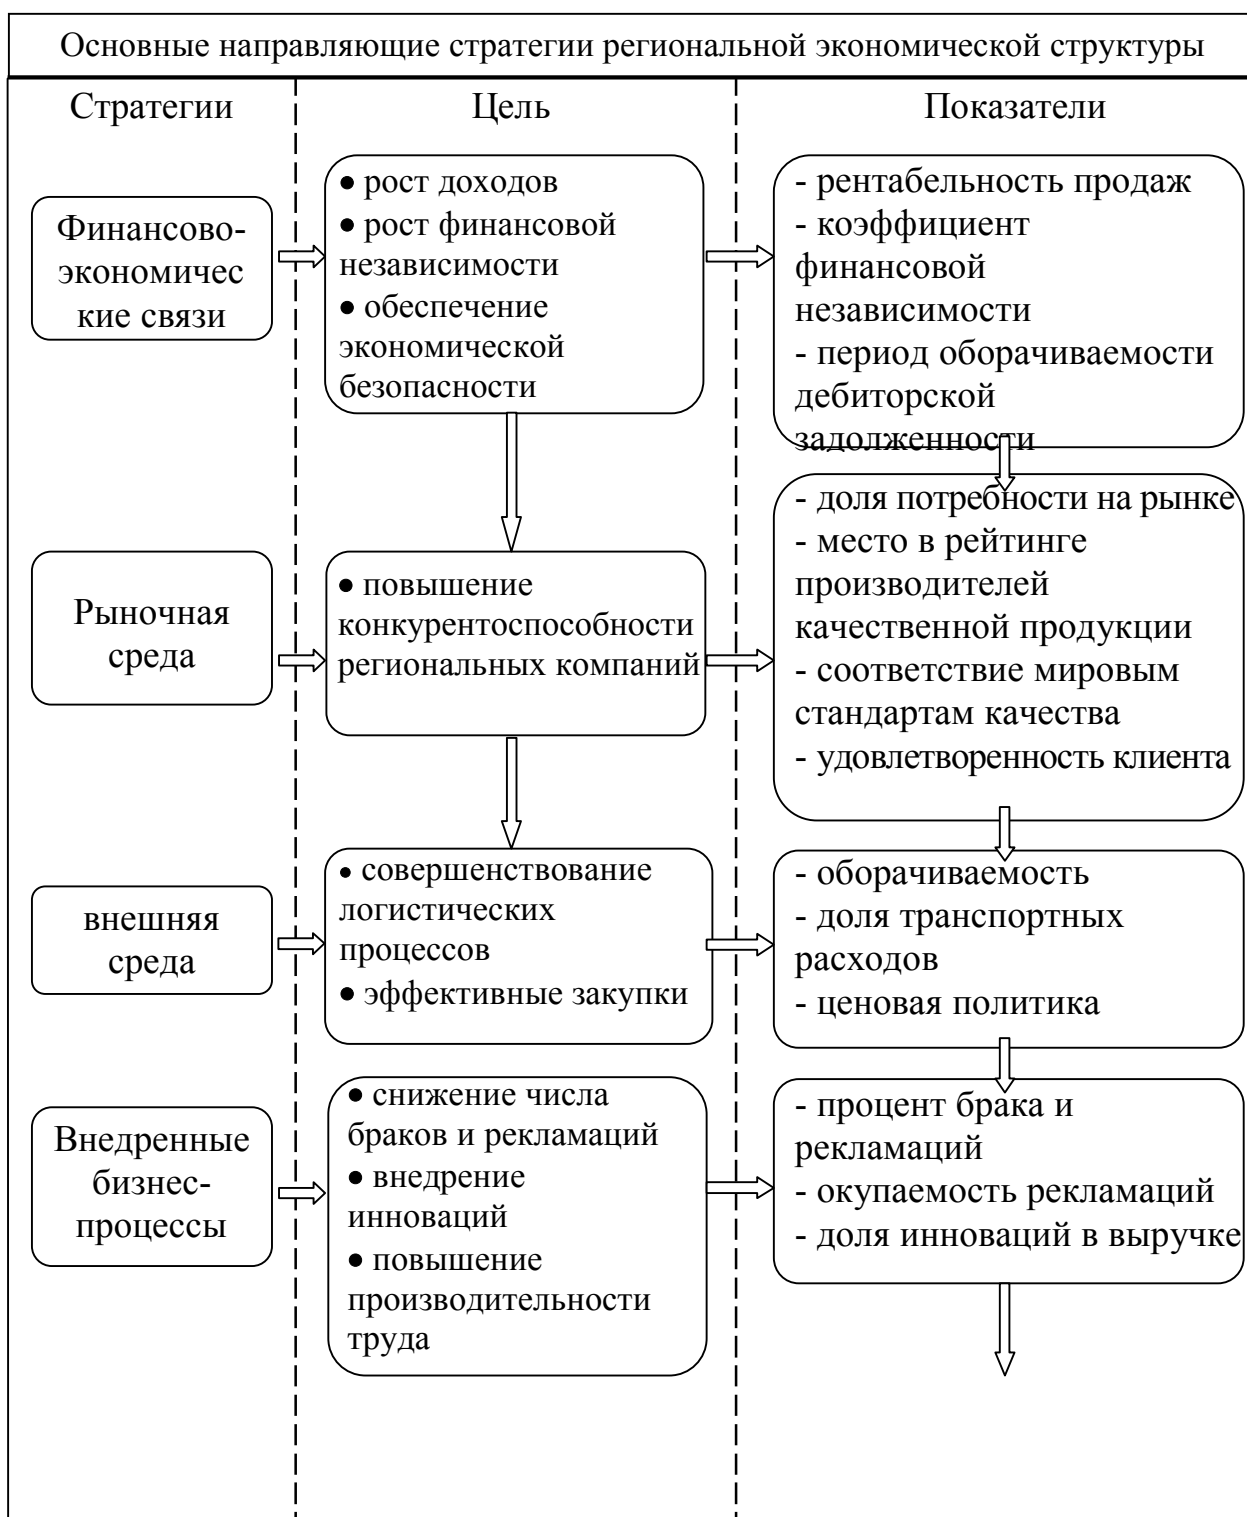 Основные направляющие стратегии региональной экономической структуры
Стратегии
Цель
Показатели
Финансово-
экономичес
кие связи
● рост доходов
● рост финансовой
независимости
● обеспечение
экономической
безопасности
- рентабельность продаж
- коэффициент
финансовой
независимости
- период оборачиваемости
дебиторской
задолженности
Рыночная
среда
● повышение
конкурентоспособности
региональных компаний
- доля потребности на рынке
- место в рейтинге
производителей
качественной продукции
- соответствие мировым
стандартам качества
- удовлетворенность клиента
внешняя
среда
● совершенствование
логистических
процессов
● эффективные закупки
- оборачиваемость
- доля транспортных
расходов
- ценовая политика
Внедренные
бизнес-
процессы
● снижение числа
браков и рекламаций
● внедрение
инноваций
● повышение
производительности
труда
- процент брака и
рекламаций
- окупаемость рекламаций
- доля инноваций в выручке